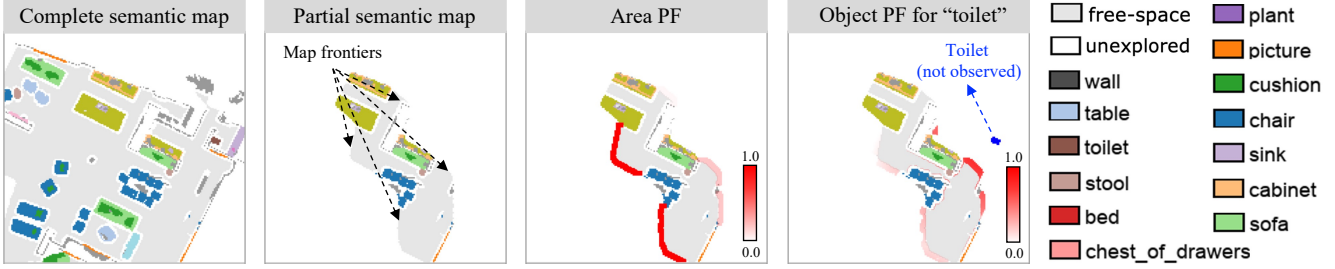 Complete semantic map
Partial semantic map
Area PF
Object PF for “toilet”
Map frontiers
1.0
0.0
Toilet
(not observed)
1.0
0.0
free-space
unexplored
wall
table
toilet
stool
bed
chest_of_drawers
plant
picture
cushion
chair
sink
cabinet
sofa